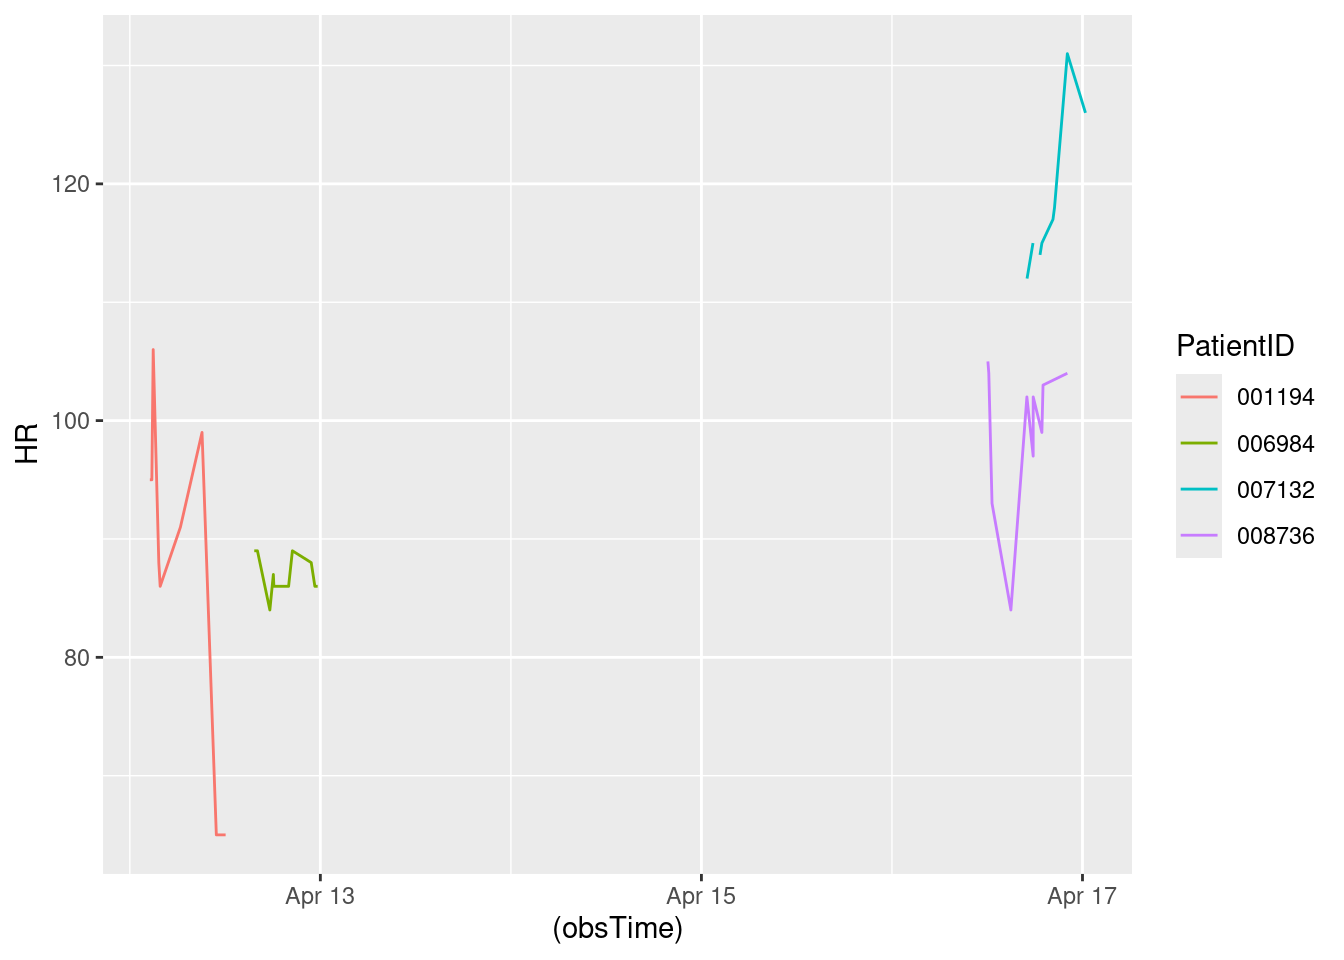 120
100
80
HR
Apr 13
Apr 15
Apr 17
(obsTime)
PatientID
001194
006984
007132
008736